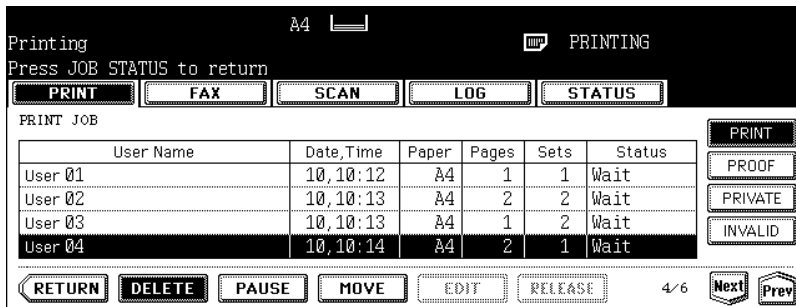 A4
Printing PRINTING
Press JOB STATUS to return
PRINT FAX SCAN LOG STATUS
PRINT JOB
PRINT
User Name Date,Time Paper Pages Sets Status
PROOF
User 01 10,10:12 A4 1 1 Wait
User 02 10,10:13 A4 2 2 Wait
PRIVATE
User 03 10,10:13 A4 1 2 Wait
INVALID
User 04 10,10:14 A4 2 1 Wait
RETURN DELETE PAUSE MOVE EDIT RELEASE 4/6 Next Prev